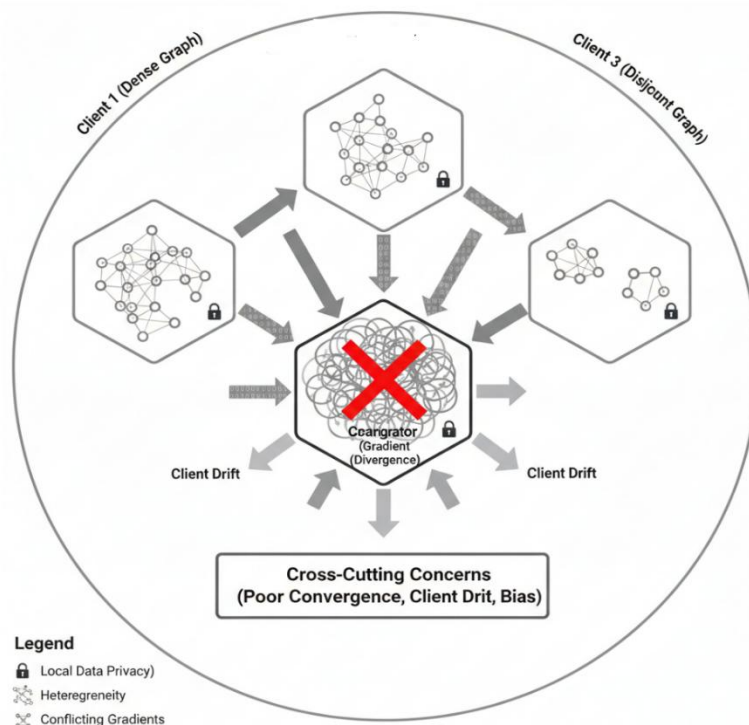 Client 1 (Dense Graph)
Client 3 (Disjount Graph)
Coangrator
(Gradient
(Divergence)
Client Drift
Client Drift
Cross-Cutting Concerns
(Poor Convergence, Client Drit, Bias)
Legend
Local Data Privacy)
Heteregreneity
Conflicting Gradients